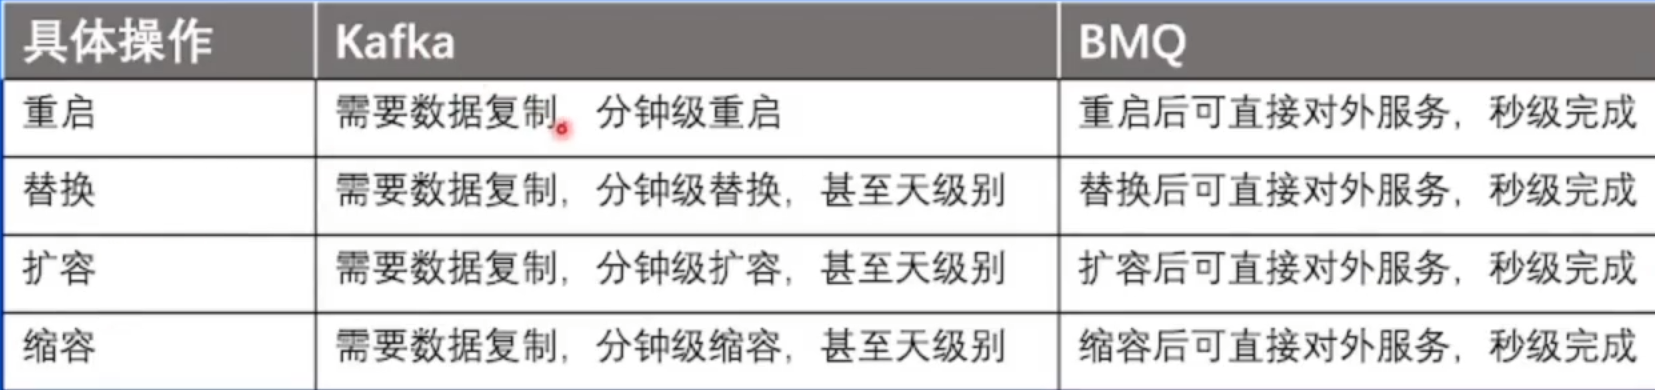 具体操作 Kafka BMQ
重启 需要数据复制，分钟级重启 重启后可直接对外服务，秒级完成
替换 需要数据复制，分钟级替换，甚至天级别 替换后可直接对外服务，秒级完成
扩容 需要数据复制，分钟级扩容，甚至天级别 扩容后可直接对外服务，秒级完成
缩容 需要数据复制，分钟级缩容，甚至天级别 缩容后可直接对外服务，秒级完成